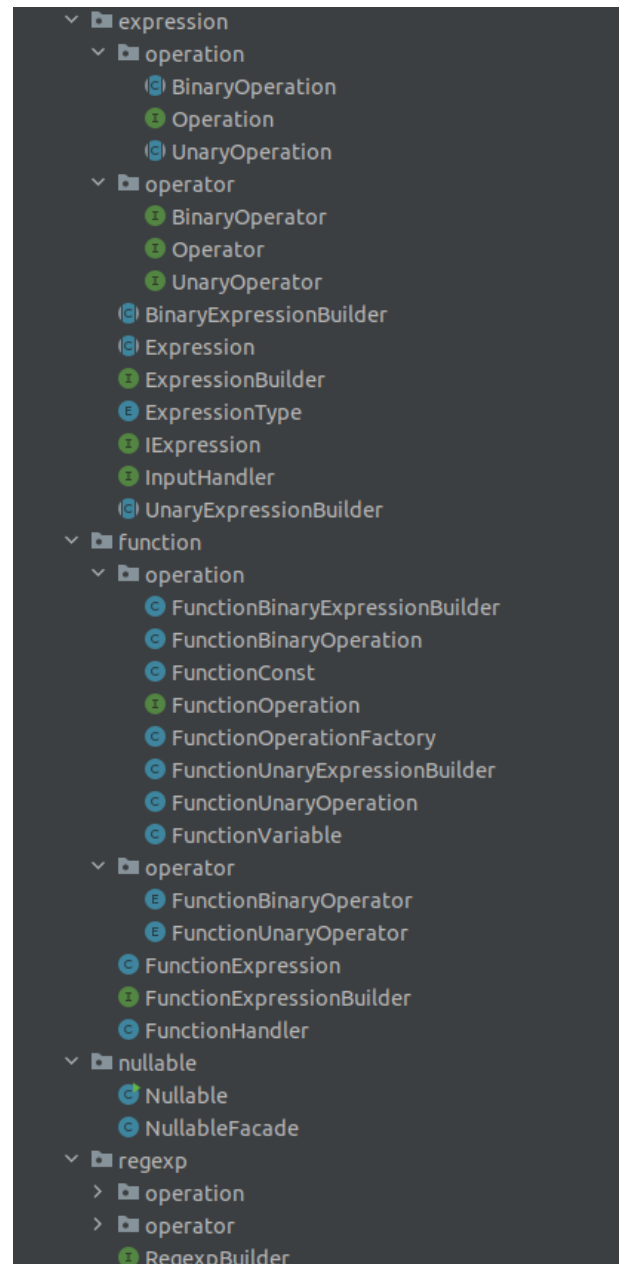 expression
operation
BinaryOperation
Operation
UnaryOperation
operator
BinaryOperator
Operator
UnaryOperator
BinaryExpressionBuilder
Expression
ExpressionBuilder
ExpressionType
IExpression
InputHandler
UnaryExpressionBuilder
function
operation
FunctionBinaryExpressionBuilder
FunctionBinaryOperation
FunctionConst
FunctionOperation
FunctionOperationFactory
FunctionUnaryExpressionBuilder
FunctionUnaryOperation
FunctionVariable
operator
FunctionBinaryOperator
FunctionUnaryOperator
FunctionExpression
FunctionExpressionBuilder
FunctionHandler
nullable
Nullable
NullableFacade
regexp
operation
operator
RegexpBuilder